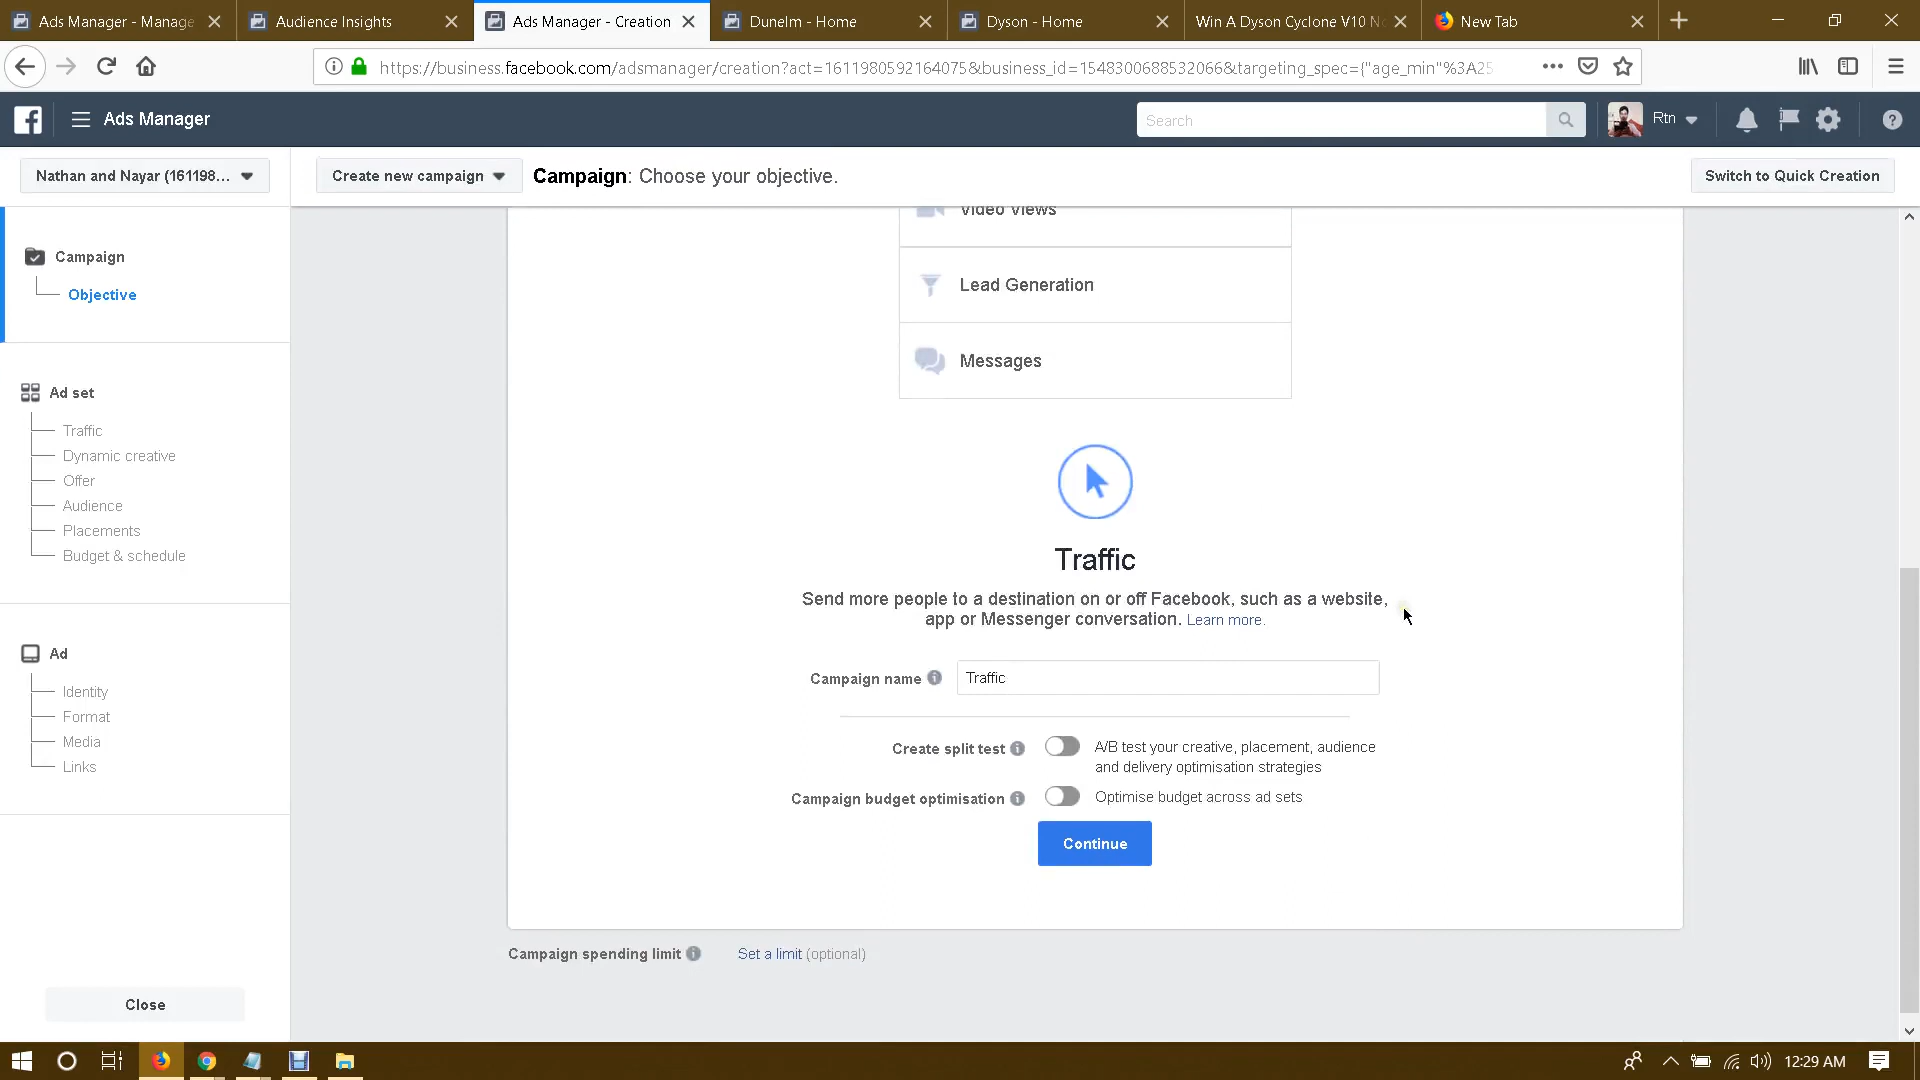 Ads Manager - Manage
Audience Insights
Ads Manager - Creation
Dunelm - Home
Dyson - Home
Win A Dyson Cyclone V10 No
New Tab
https://business.facebook.com/adsmanager/creation?act=1611980592164075&business_id=1548300688532066&targeting_spec={"age_min"%3A25
Ads Manager
Search
Rtn
Nathan and Nayar (161198...
Create new campaign
Campaign: Choose your objective.
Switch to Quick Creation
Campaign
Objective
Ad set
Traffic
Dynamic creative
Offer
Audience
Placements
Budget & schedule
Ad
Identity
Format
Media
Links
Close
Video Views
Lead Generation
Messages
Traffic
Send more people to a destination on or off Facebook, such as a website,
app or Messenger conversation. Learn more.
Campaign name
Traffic
Create split test
A/B test your creative, placement, audience
and delivery optimisation strategies
Campaign budget optimisation
Optimise budget across ad sets
Continue
Campaign spending limit
Set a limit (optional)
12:29 AM